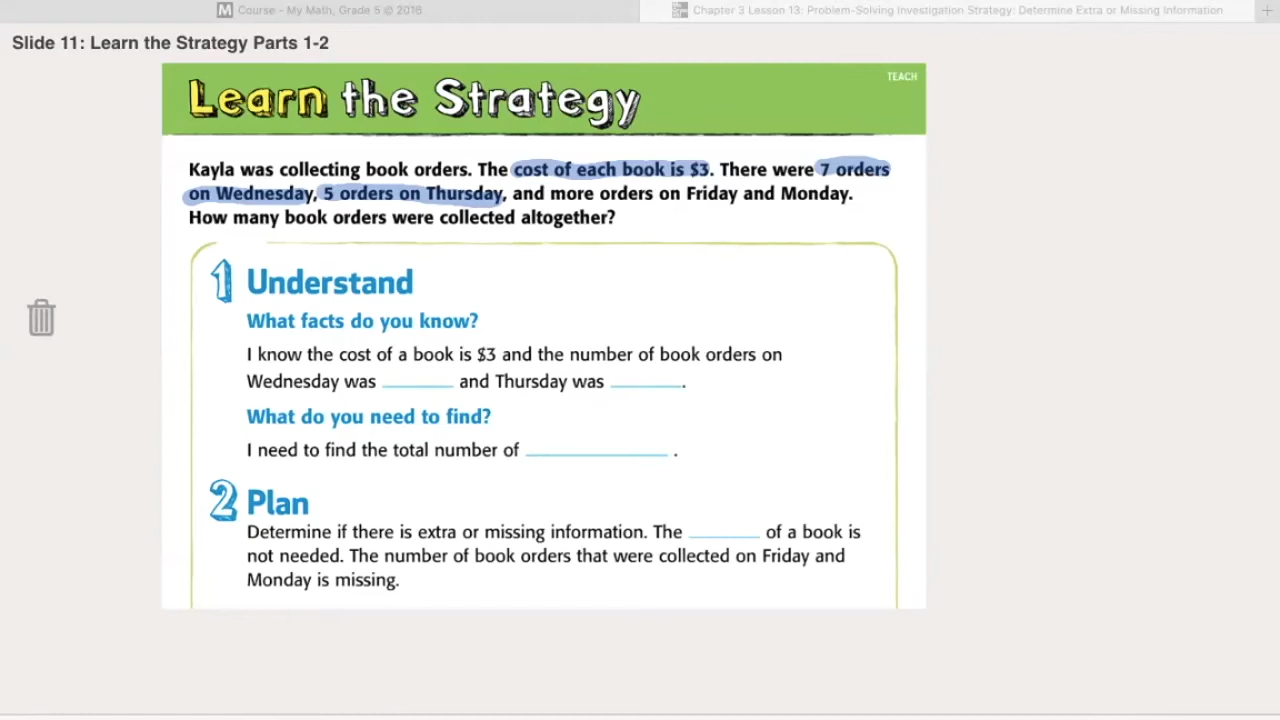 Course - My Math, Grade 5 © 2016
Chapter 3 Lesson 13: Problem-Solving Investigation Strategy: Determine Extra or Missing Information
Slide 11: Learn the Strategy Parts 1-2
TEACH
Learn the Strategy
Kayla was collecting book orders. The cost of each book is $3. There were 7 orders
on Wednesday, 5 orders on Thursday, and more orders on Friday and Monday.
How many book orders were collected altogether?
1 Understand
What facts do you know?
I know the cost of a book is $3 and the number of book orders on
Wednesday was ________ and Thursday was ________.
What do you need to find?
I need to find the total number of ________________ .
2 Plan
Determine if there is extra or missing information. The ________ of a book is
not needed. The number of book orders that were collected on Friday and
Monday is missing.